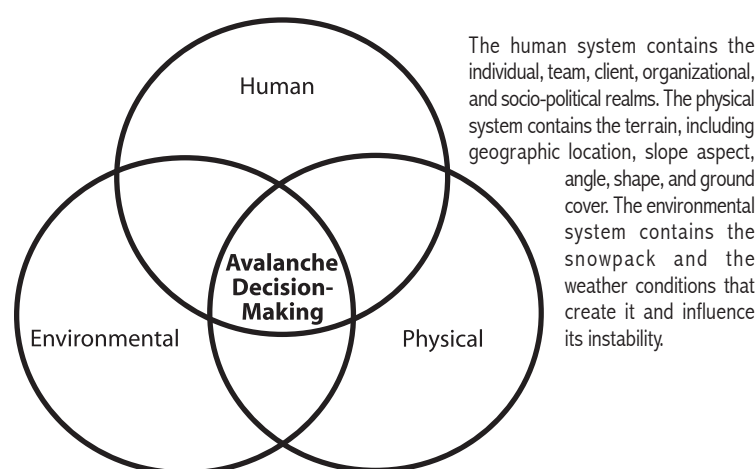 Human
Environmental
Physical
Avalanche
Decision-
Making
The human system contains the
individual, team, client, organizational,
and socio-political realms. The physical
system contains the terrain, including
geographic location, slope aspect,
angle, shape, and ground
cover. The environmental
system contains the
snowpack and the
weather conditions that
create it and influence
its instability.